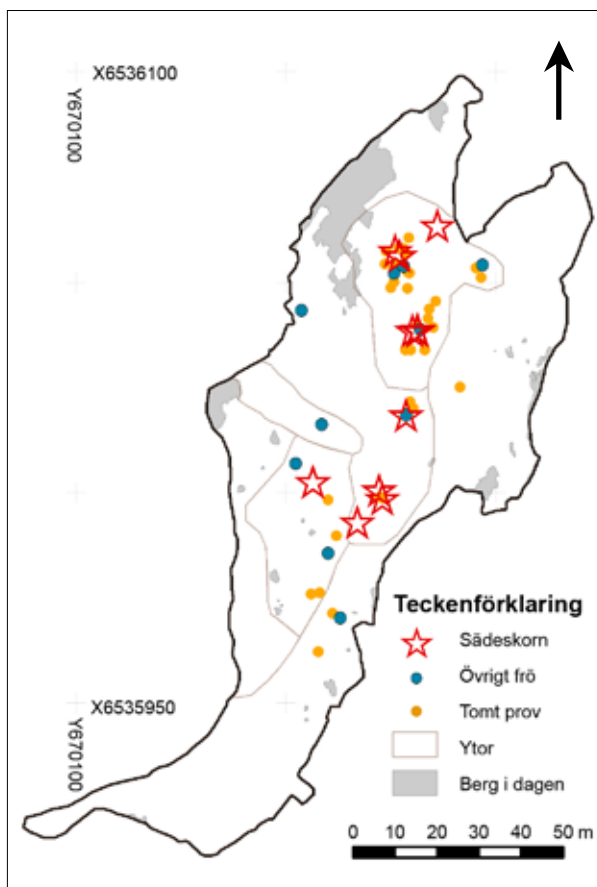 X6536100
Y670100
X6535950
Y670100
Teckenförklaring
Sädeskorn
Övrigt frö
Tomt prov
Ytor
Berg i dagen
0 10 20 30 40 50 m